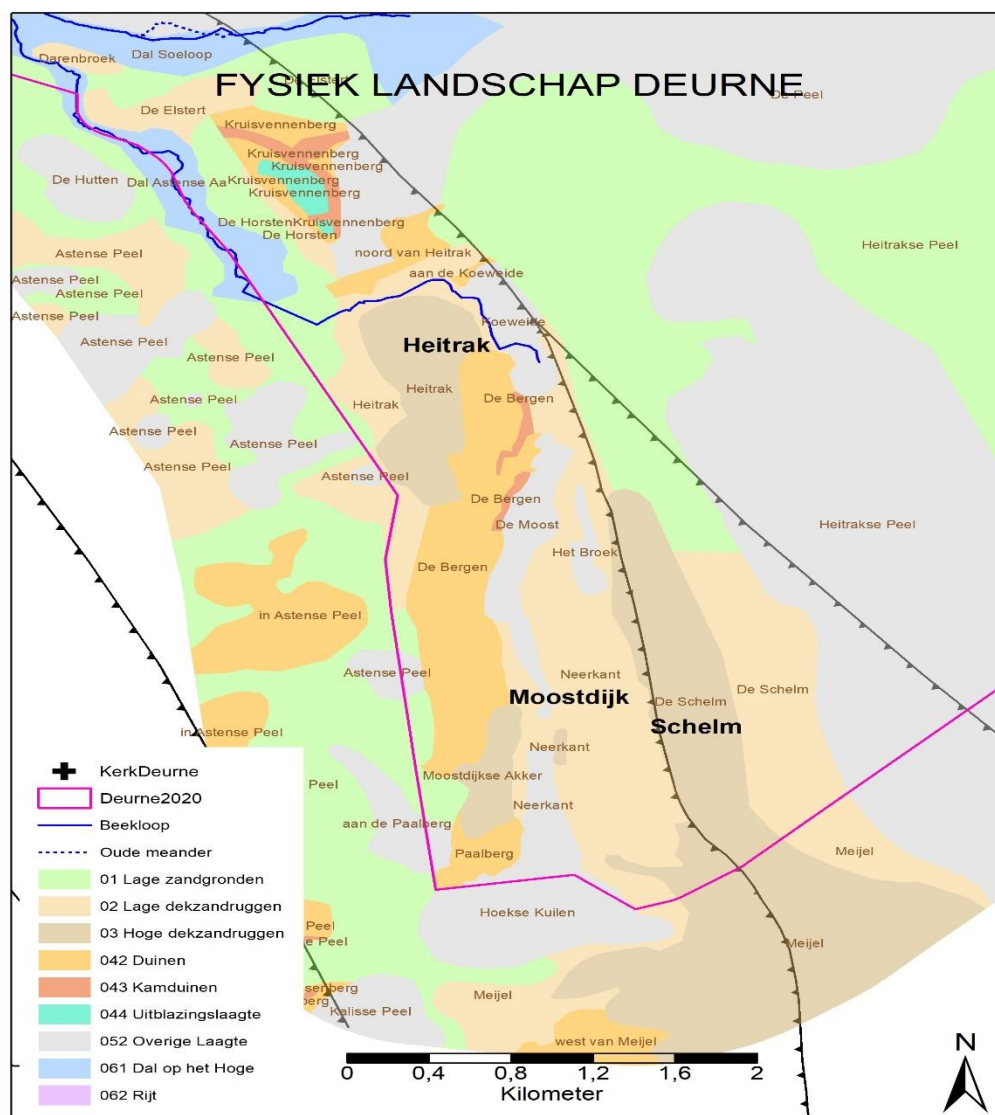 Darenbroek
Dal Soeloop
De Elstert
FYSIEK LANDSCHAP DEURNE
De Peel
De Elstert
Kruisvennenberg
Kruisvennenberg
Kruisvennenberg
De Hutten
Dal Astense Aa
Kruisvennenberg
Kruisvennenberg
De Horsten
Kruisvennenberg
De Horsten
Heitrakse Peel
Astense Peel
noord van Heitrak
Astense Peel
aan de Koeweide
Astense Peel
Astense Peel
Koeweide
Heitrak
Astense Peel
Heitrak
Astense Peel
Heitrak
De Bergen
Astense Peel
Astense Peel
Astense Peel
Astense Peel
De Bergen
De Moost
Heitrakse Peel
Het Broek
De Bergen
in Astense Peel
Astense Peel
Neerkant
De Schelm
Moostdijk
De Schelm
Schelm
in Astense Peel
Neerkant
Moostdijkse Akker
Peel
Neerkant
aan de Paalberg
Paalberg
Meijel
Hoekse Kuilen
Peel
e Peel
Meijel
senberg
berg
Meijel
Kalisse Peel
west van Meijel
KerkDeurne
Deurne2020
Beekloop
Oude meander
01 Lage zandgronden
02 Lage dekzandruggen
03 Hoge dekzandruggen
042 Duinen
043 Kamduinen
044 Uitblazingslaagte
052 Overige Laagte
061 Dal op het Hoge
062 Rijt
0 0,4 0,8 1,2 1,6 2
Kilometer
N